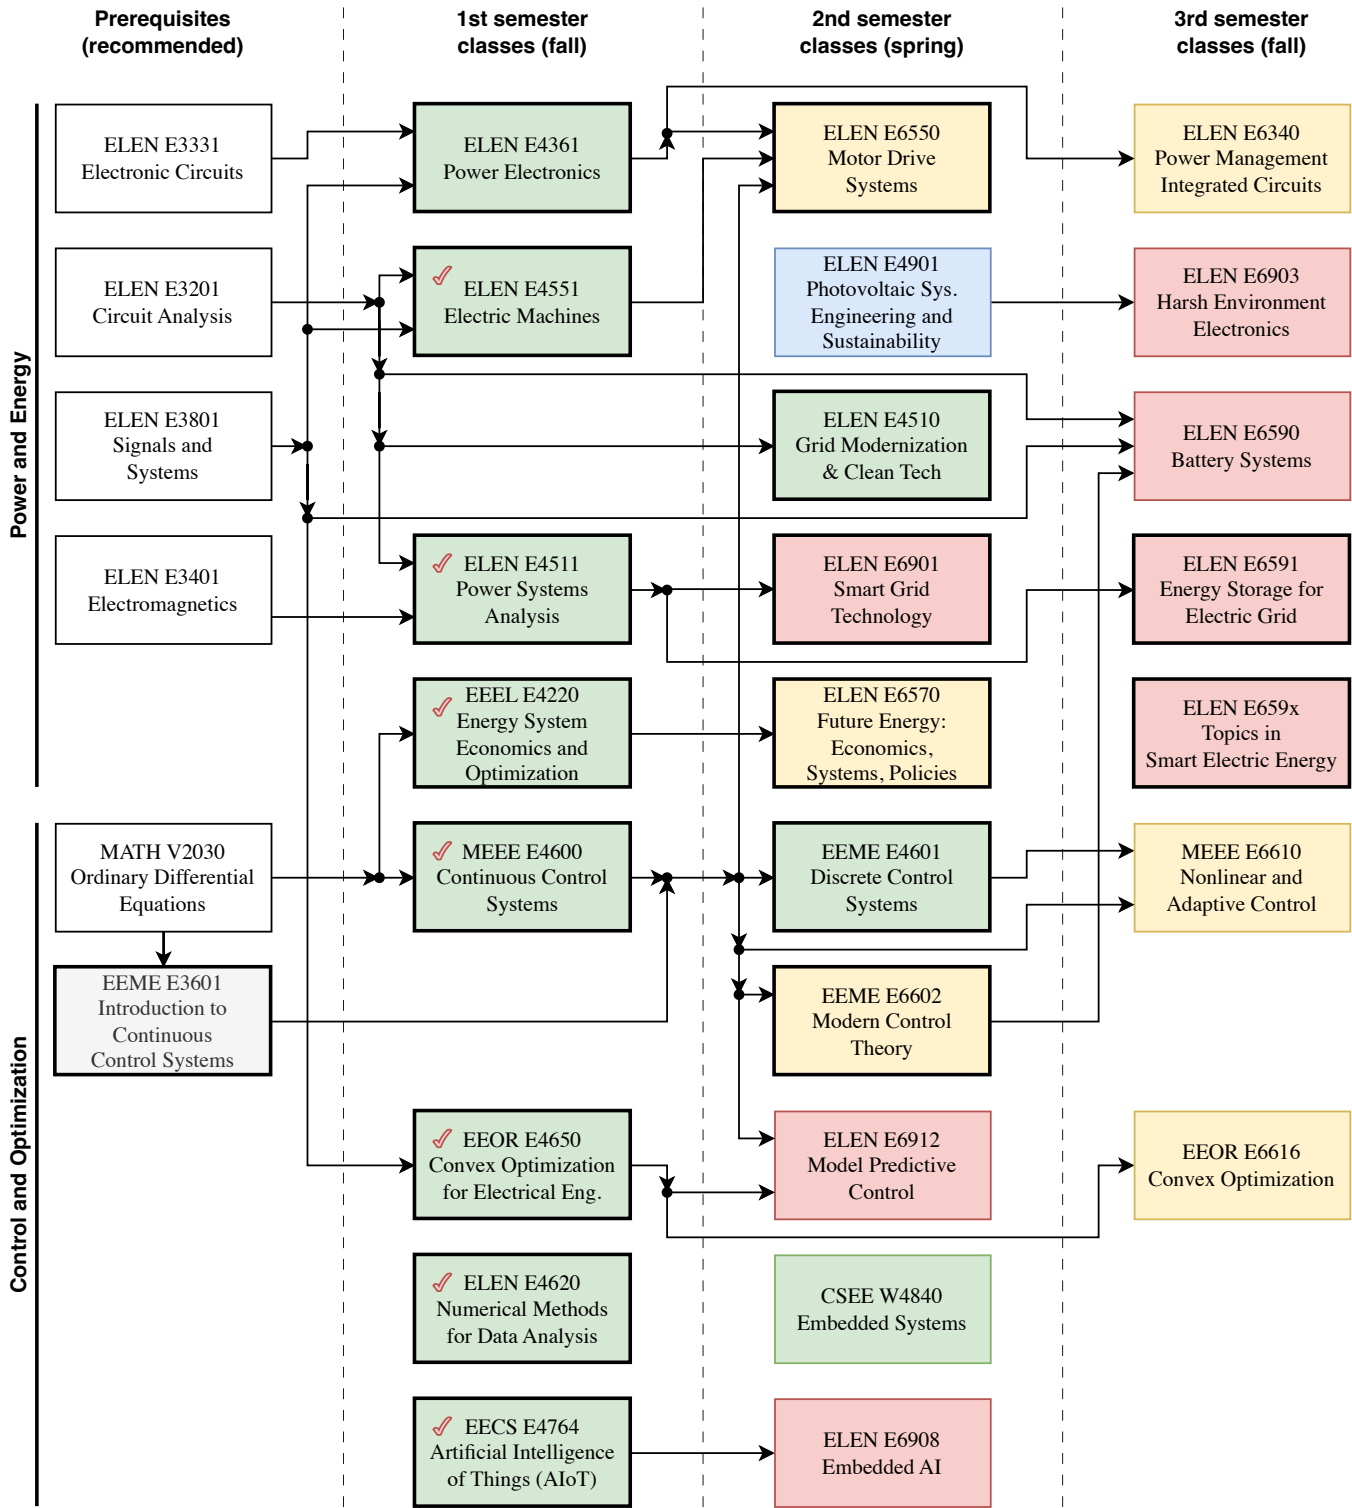 Prerequisites
(recommended)
1st semester
classes (fall)
2nd semester
classes (spring)
3rd semester
classes (fall)
Power and Energy
ELEN E3331
Electronic Circuits
ELEN E4361
Power Electronics
ELEN E6550
Motor Drive
Systems
ELEN E6340
Power Management
Integrated Circuits
ELEN E3201
Circuit Analysis
ELEN E4551
Electric Machines
ELEN E4901
Photovoltaic Sys.
Engineering and
Sustainability
ELEN E6903
Harsh Environment
Electronics
ELEN E3801
Signals and
Systems
ELEN E4510
Grid Modernization
& Clean Tech
ELEN E6590
Battery Systems
ELEN E3401
Electromagnetics
ELEN E4511
Power Systems
Analysis
ELEN E6901
Smart Grid
Technology
ELEN E6591
Energy Storage for
Electric Grid
EEEL E4220
Energy System
Economics and
Optimization
ELEN E6570
Future Energy:
Economics,
Systems, Policies
ELEN E659x
Topics in
Smart Electric Energy
Control and Optimization
MATH V2030
Ordinary Differential
Equations
MEEE E4600
Continuous Control
Systems
EEME E4601
Discrete Control
Systems
MEEE E6610
Nonlinear and
Adaptive Control
EEME E3601
Introduction to
Continuous
Control Systems
EEME E6602
Modern Control
Theory
EEOR E4650
Convex Optimization
for Electrical Eng.
ELEN E6912
Model Predictive
Control
EEOR E6616
Convex Optimization
ELEN E4620
Numerical Methods
for Data Analysis
CSEE W4840
Embedded Systems
EECS E4764
Artificial Intelligence
of Things (AIoT)
ELEN E6908
Embedded AI